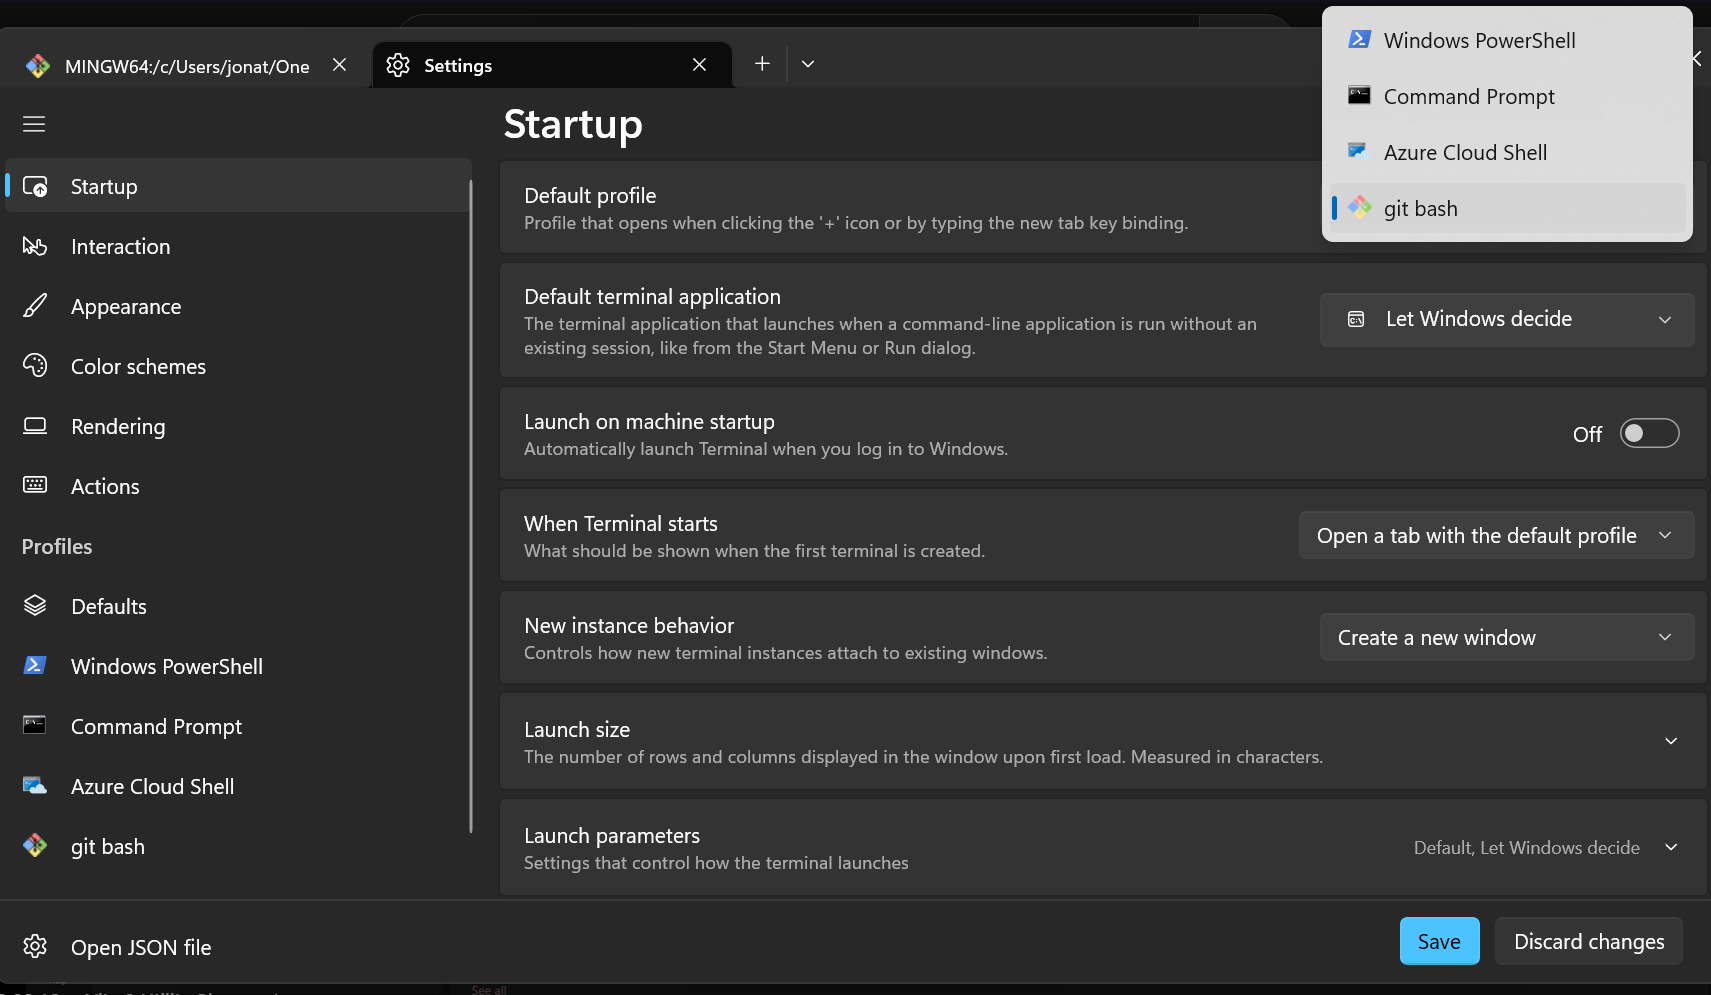 MINGW64:/c/Users/jonat/One
Settings
Startup
Interaction
Appearance
Color schemes
Rendering
Actions
Profiles
Defaults
Windows PowerShell
Command Prompt
Azure Cloud Shell
git bash
Open JSON file
Startup
Default profile
Profile that opens when clicking the '+' icon or by typing the new tab key binding.
Windows PowerShell
Command Prompt
Azure Cloud Shell
git bash
Default terminal application
The terminal application that launches when a command-line application is run without an
existing session, like from the Start Menu or Run dialog.
Let Windows decide
Launch on machine startup
Automatically launch Terminal when you log in to Windows.
Off
When Terminal starts
What should be shown when the first terminal is created.
Open a tab with the default profile
New instance behavior
Controls how new terminal instances attach to existing windows.
Create a new window
Launch size
The number of rows and columns displayed in the window upon first load. Measured in characters.
Launch parameters
Settings that control how the terminal launches
Default, Let Windows decide
Save
Discard changes
See all